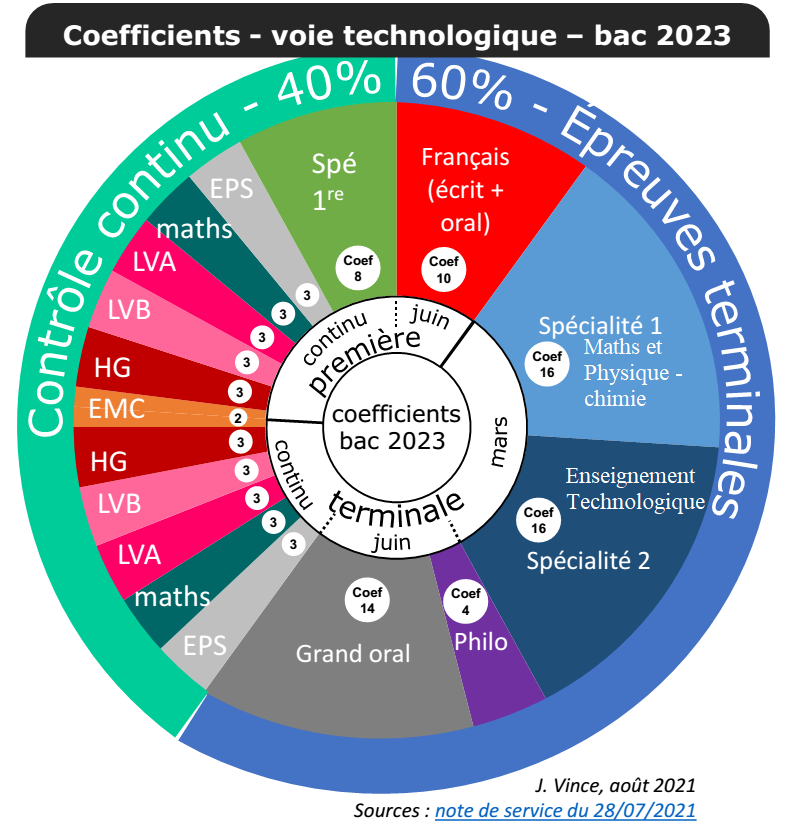 Coefficients - voie technologique – bac 2023
Contrôle continu - 40%
60% - Épreuves terminales
Spé
1re
Coef
8
Français
(écrit +
oral)
Coef
10
Spécialité 1
Maths et
Physique -
chimie
Coef
16
Enseignement
Technologique
Coef
16
Spécialité 2
Coef
4
Philo
Coef
14
Grand oral
EPS
3
maths
3
LVA
3
LVB
3
HG
3
EMC
2
HG
3
LVB
3
LVA
3
maths
3
EPS
3
continu
juin
première
mars
continu
terminale
juin
coefficients
bac 2023
J. Vince, août 2021
Sources : note de service du 28/07/2021